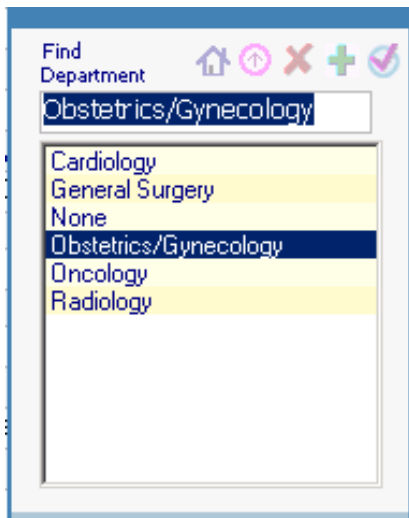 Find
Department
Obstetrics/Gynecology
Cardiology
General Surgery
None
Obstetrics/Gynecology
Oncology
Radiology